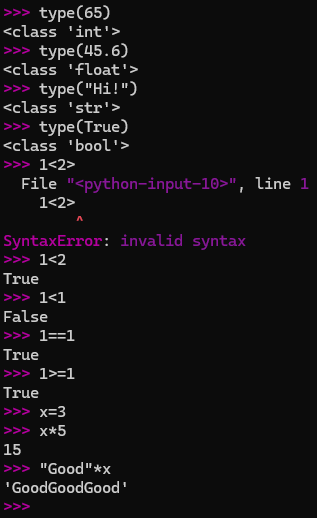 >>> type(65)
<class 'int'>
>>> type(45.6)
<class 'float'>
>>> type("Hi!")
<class 'str'>
>>> type(True)
<class 'bool'>
>>> 1<2>
  File "<python-input-10>", line 1
    1<2>
        ^
SyntaxError: invalid syntax
>>> 1<2
True
>>> 1<1
False
>>> 1==1
True
>>> 1>=1
True
>>> x=3
>>> x*5
15
>>> "Good"*x
'GoodGoodGood'
>>>